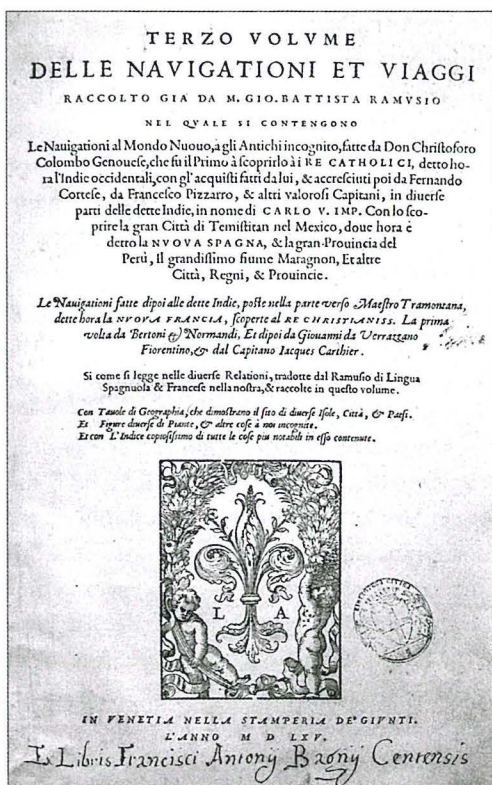 TERZO VOLVME
DELLE NAVIGATIONI ET VIAGGI
RACCOLTO GIA DA M. GIO. BATTISTA RAMVSIO
NEL QVALE SI CONTENGONO
Le Nauigationi al Mondo Nuouo, à gli Antichi incognito, fatte da Don Christoforo
Colombo Genouese, che fu il Primo à scoprirlo à i RE CATHOLICI, detto ho-
ra l'Indie occidentali, con gl'acquisti fatti da lui, & accresciuti poi da Fernando
Cortese, da Francesco Pizzarro, & altri valorosi Capitani, in diuerse
parti delle dette Indie, in nome di CARLO V. IMP. Con lo sco-
prire la gran Città di Temistitan nel Mexico, doue hora è
detto la NVOVA SPAGNA, & la gran Prouincia del
Perù, Il grandissimo fiume Maragnon, Et altre
Città, Regni, & Prouincie.
Le Nauigationi fatte dipoi alle dette Indie, poste nella parte verso Maestro Tramontana,
dette hora la NVOVA FRANCIA, scoperte al RE CHRISTIANISS. La prima
volta da Bertoni & Normandi, Et dipoi da Giouanni da Verrazzano
Fiorentino, & dal Capitano Iacques Carthier.
Si come si legge nelle diuerse Relationi, tradotte dal Ramusio di Lingua
Spagnuola & Francese nella nostra, & raccolte in questo volume.
Con Tauole di Geographia, che dimostrano il sito di diuerse Isole, Città, & Paesi.
Et Figure diuerse di Piante, & altre cose à noi incognite.
Et con L'Indice copiosissimo di tutte le cose piu notabili in esso contenute.
L A
IN VENETIA NELLA STAMPERIA DE' GIVNTI.
L'ANNO M D LXV.
Ex Libris Francisci Antonij Bagnij Centensis